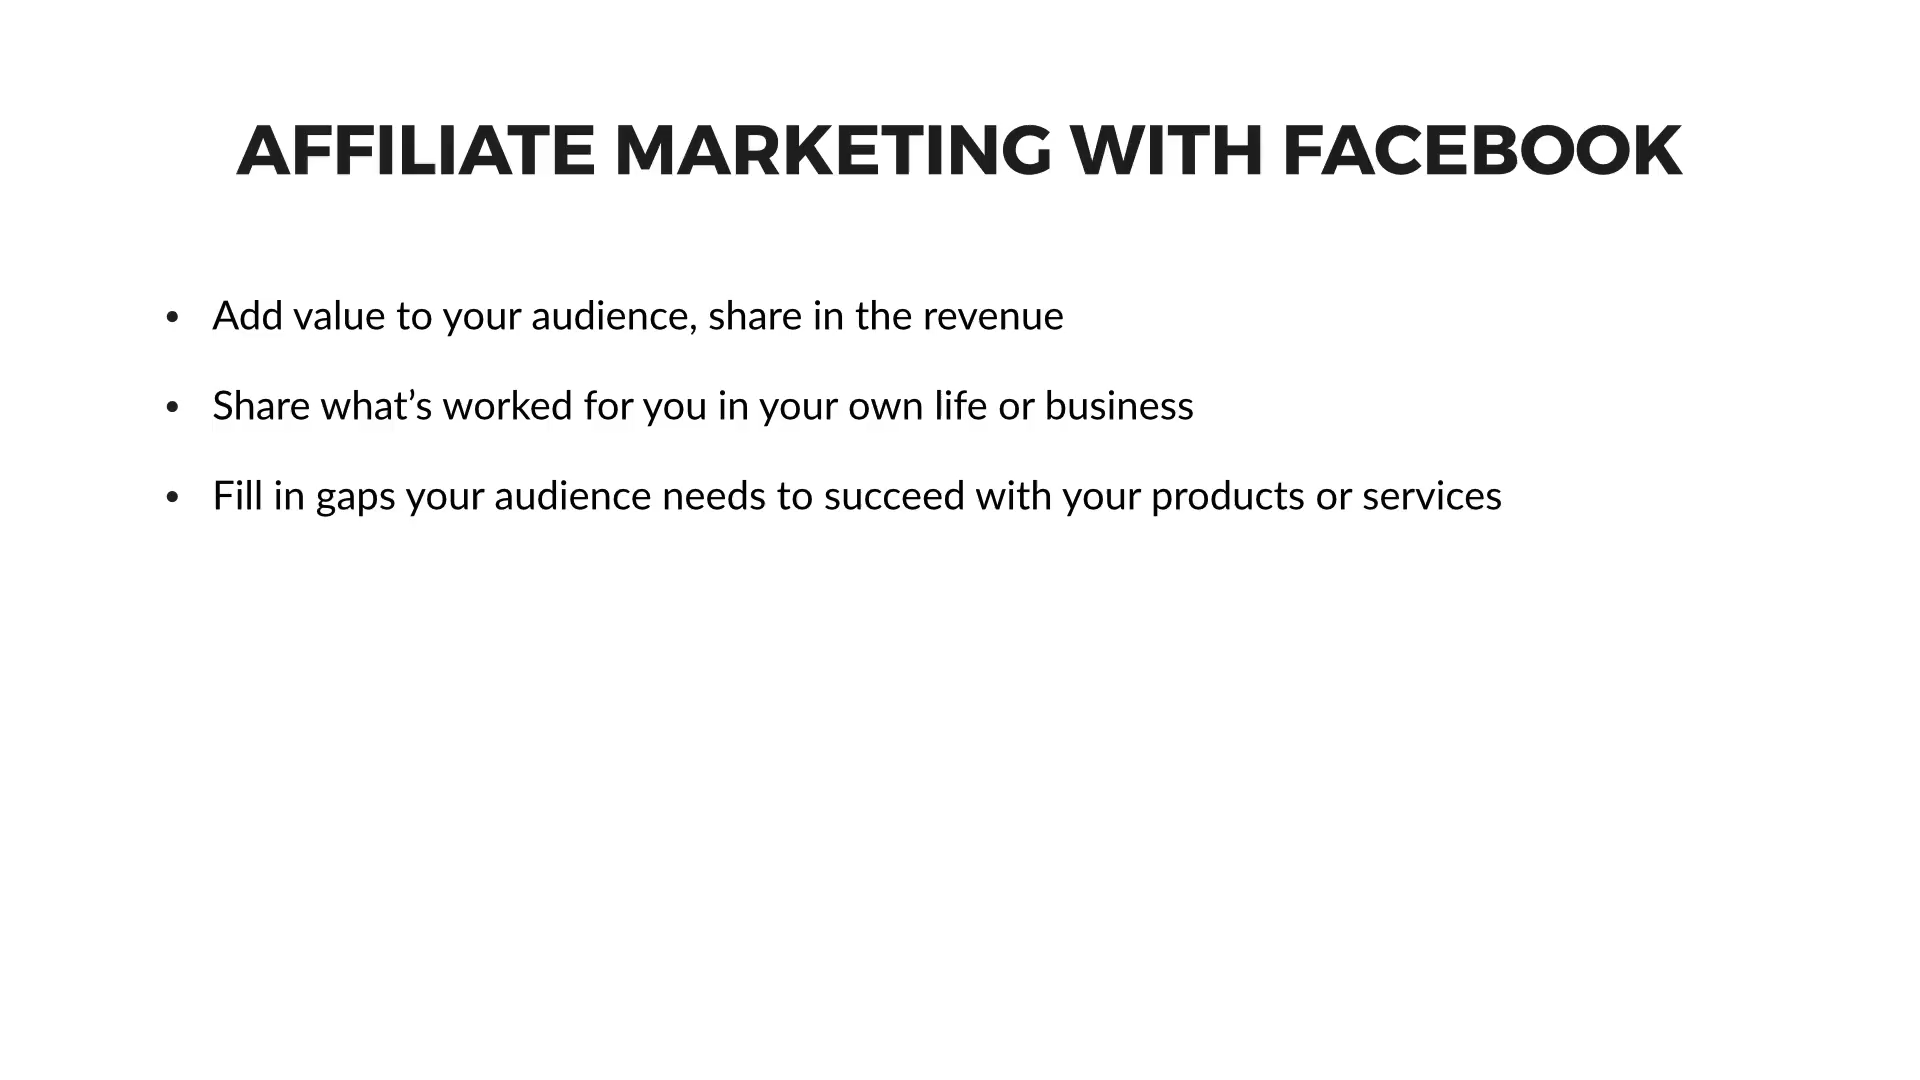 AFFILIATE MARKETING WITH FACEBOOK
• Add value to your audience, share in the revenue
• Share what’s worked for you in your own life or business
• Fill in gaps your audience needs to succeed with your products or services